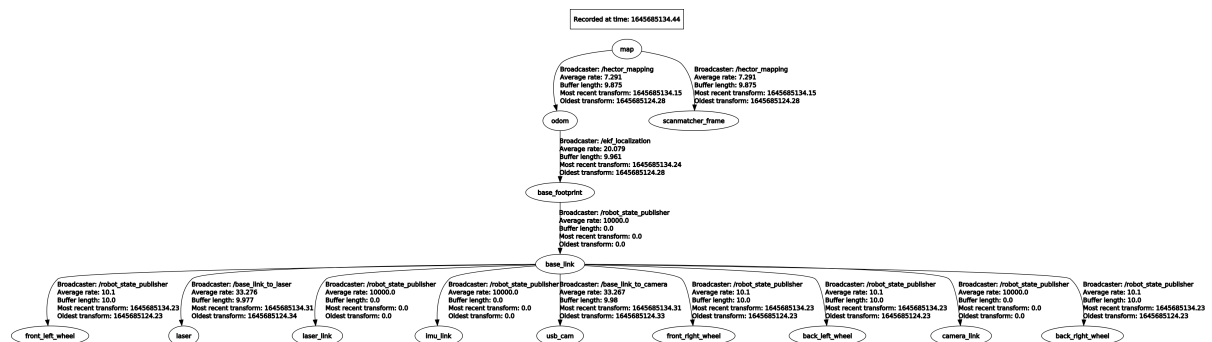 Recorded at time: 1645685134.44
map
Broadcaster: /hector_mapping
Average rate: 7.291
Buffer length: 9.875
Most recent transform: 1645685134.15
Oldest transform: 1645685124.28
Broadcaster: /hector_mapping
Average rate: 7.291
Buffer length: 9.875
Most recent transform: 1645685134.15
Oldest transform: 1645685124.28
odom
scanmatcher_frame
Broadcaster: /ekf_localization
Average rate: 20.079
Buffer length: 9.961
Most recent transform: 1645685134.24
Oldest transform: 1645685124.28
base_footprint
Broadcaster: /robot_state_publisher
Average rate: 10000.0
Buffer length: 0.0
Most recent transform: 0.0
Oldest transform: 0.0
base_link
Broadcaster: /robot_state_publisher
Average rate: 10.1
Buffer length: 10.0
Most recent transform: 1645685134.23
Oldest transform: 1645685124.23
Broadcaster: /base_link_to_laser
Average rate: 33.276
Buffer length: 9.977
Most recent transform: 1645685134.31
Oldest transform: 1645685124.34
Broadcaster: /robot_state_publisher
Average rate: 10000.0
Buffer length: 0.0
Most recent transform: 0.0
Oldest transform: 0.0
Broadcaster: /robot_state_publisher
Average rate: 10000.0
Buffer length: 0.0
Most recent transform: 0.0
Oldest transform: 0.0
Broadcaster: /base_link_to_camera
Average rate: 33.267
Buffer length: 9.98
Most recent transform: 1645685134.31
Oldest transform: 1645685124.33
Broadcaster: /robot_state_publisher
Average rate: 10.1
Buffer length: 10.0
Most recent transform: 1645685134.23
Oldest transform: 1645685124.23
Broadcaster: /robot_state_publisher
Average rate: 10.1
Buffer length: 10.0
Most recent transform: 1645685134.23
Oldest transform: 1645685124.23
Broadcaster: /robot_state_publisher
Average rate: 10000.0
Buffer length: 0.0
Most recent transform: 0.0
Oldest transform: 0.0
Broadcaster: /robot_state_publisher
Average rate: 10.1
Buffer length: 10.0
Most recent transform: 1645685134.23
Oldest transform: 1645685124.23
front_left_wheel
laser
laser_link
imu_link
usb_cam
front_right_wheel
back_left_wheel
camera_link
back_right_wheel